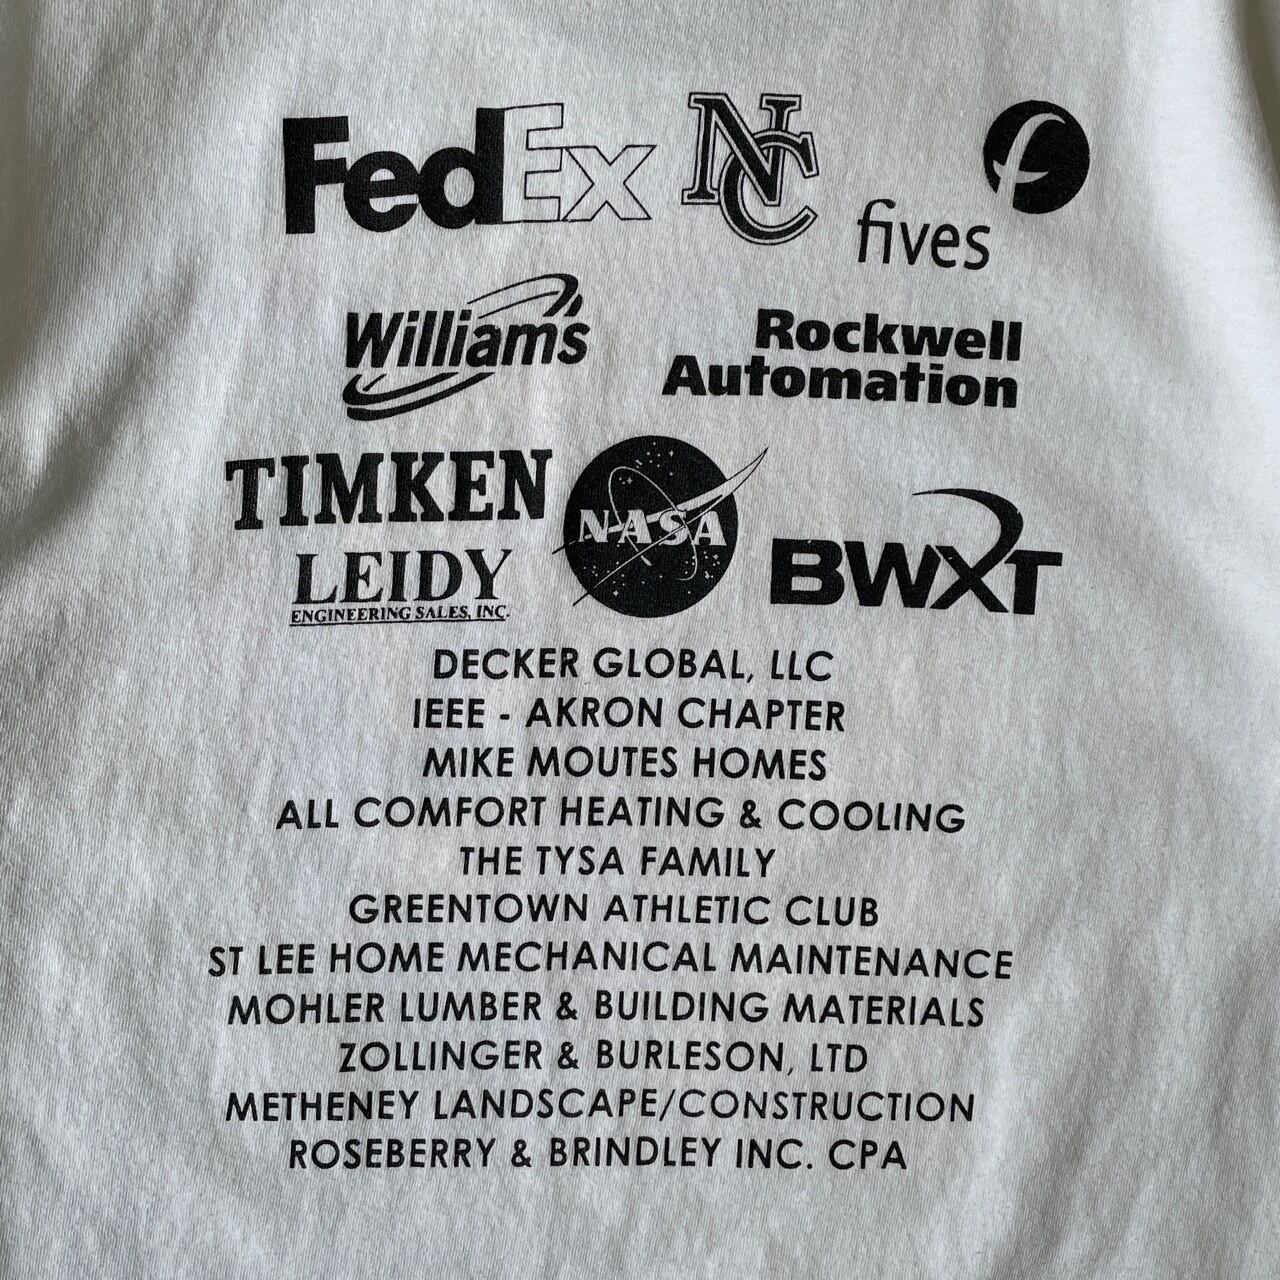 FedEx
NC
fives
f
Williams
Rockwell
Automation
TIMKEN
NASA
LEIDY
ENGINEERING SALES, INC.
BWXT
DECKER GLOBAL, LLC
IEEE - AKRON CHAPTER
MIKE MOUTES HOMES
ALL COMFORT HEATING & COOLING
THE TYSA FAMILY
GREENTOWN ATHLETIC CLUB
ST LEE HOME MECHANICAL MAINTENANCE
MOHLER LUMBER & BUILDING MATERIALS
ZOLLINGER & BURLESON, LTD
METHENEY LANDSCAPE/CONSTRUCTION
ROSEBERRY & BRINDLEY INC. CPA